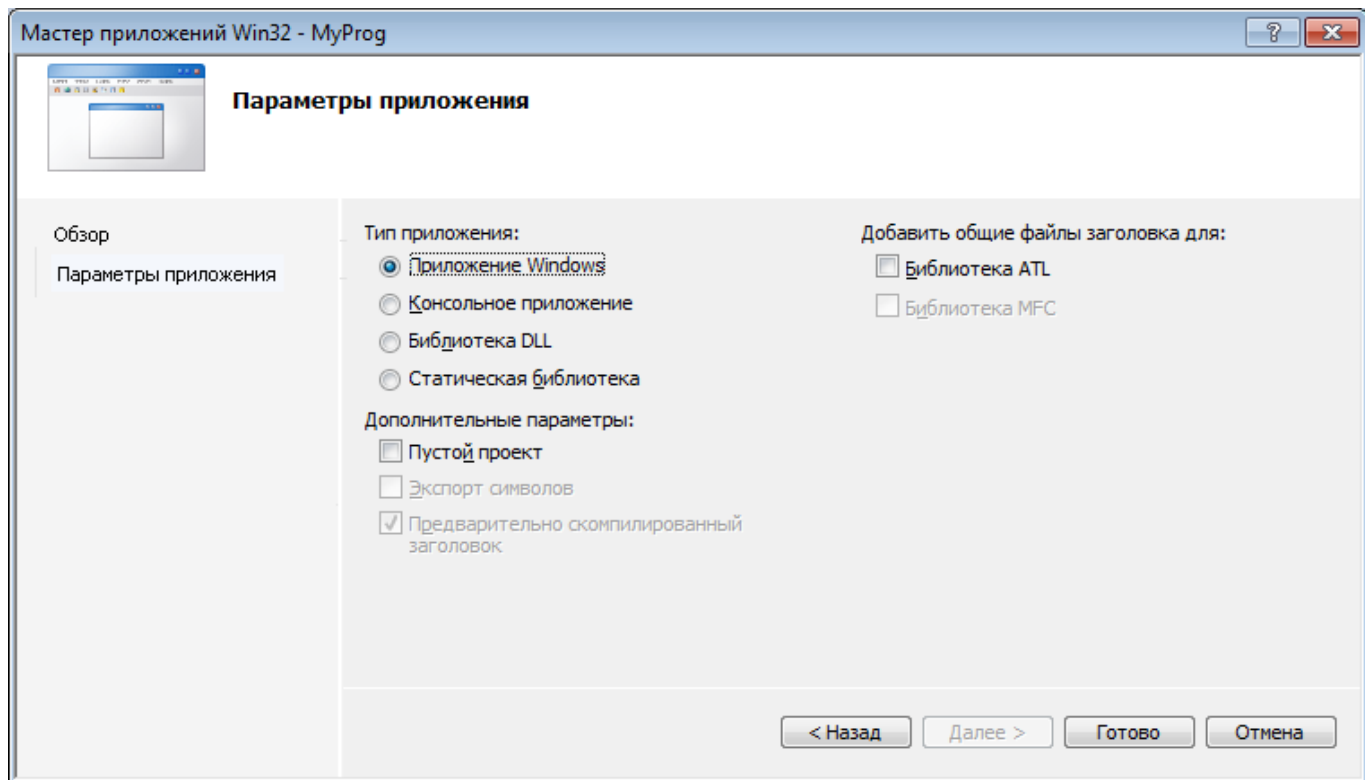 Мастер приложений Win32 - MyProg
Параметры приложения
Обзор
Параметры приложения
Тип приложения:
Приложение Windows
Консольное приложение
Библиотека DLL
Статическая библиотека
Дополнительные параметры:
Пустой проект
Экспорт символов
Предварительно скомпилированный
заголовок
Добавить общие файлы заголовка для:
Библиотека ATL
Библиотека MFC
< Назад
Далее >
Готово
Отмена